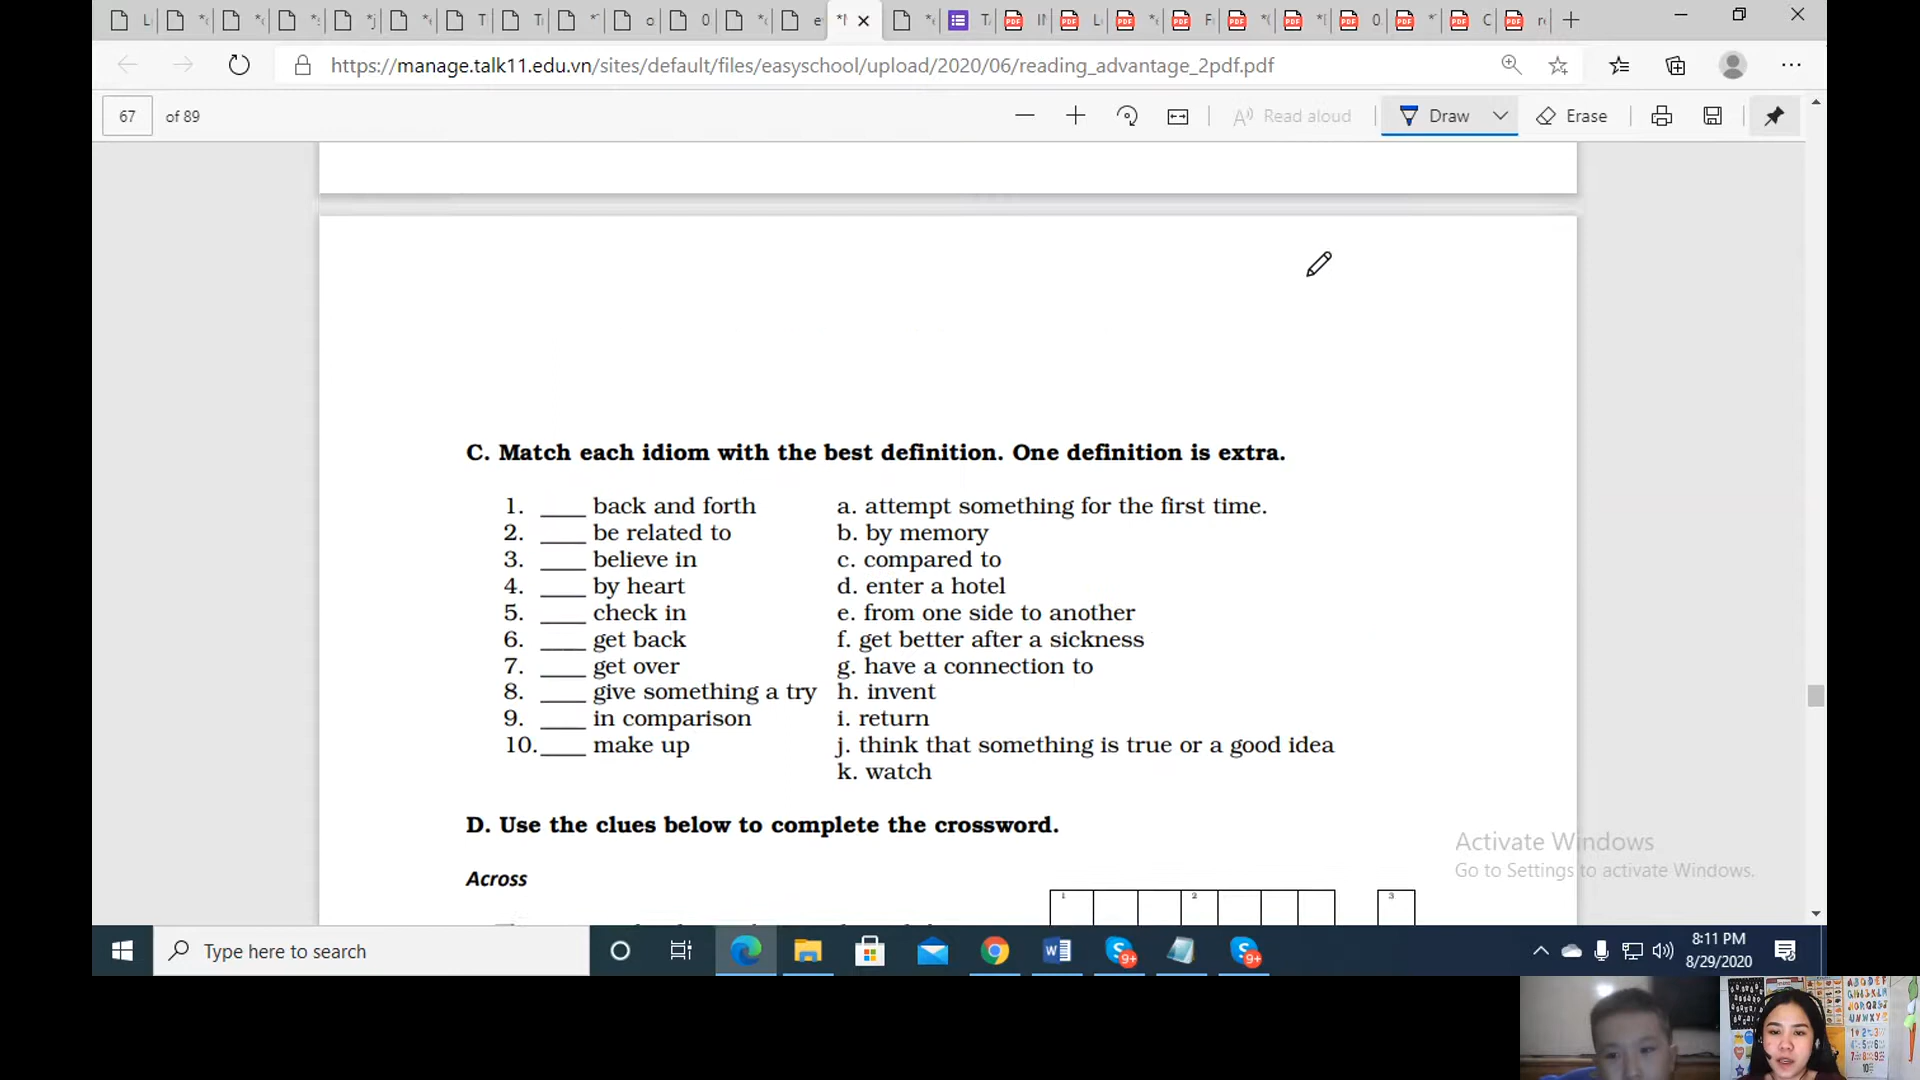 https://manage.talk11.edu.vn/sites/default/files/easyschool/upload/2020/06/reading_advantage_2pdf.pdf
67 of 89
Read aloud
Draw
Erase
C. Match each idiom with the best definition. One definition is extra.
1. ____ back and forth a. attempt something for the first time.
2. ____ be related to b. by memory
3. ____ believe in c. compared to
4. ____ by heart d. enter a hotel
5. ____ check in e. from one side to another
6. ____ get back f. get better after a sickness
7. ____ get over g. have a connection to
8. ____ give something a try h. invent
9. ____ in comparison i. return
10.____ make up j. think that something is true or a good idea
k. watch
D. Use the clues below to complete the crossword.
Across
1 2 3
Activate Windows
Go to Settings to activate Windows.
Type here to search
9+
9+
8:11 PM
8/29/2020